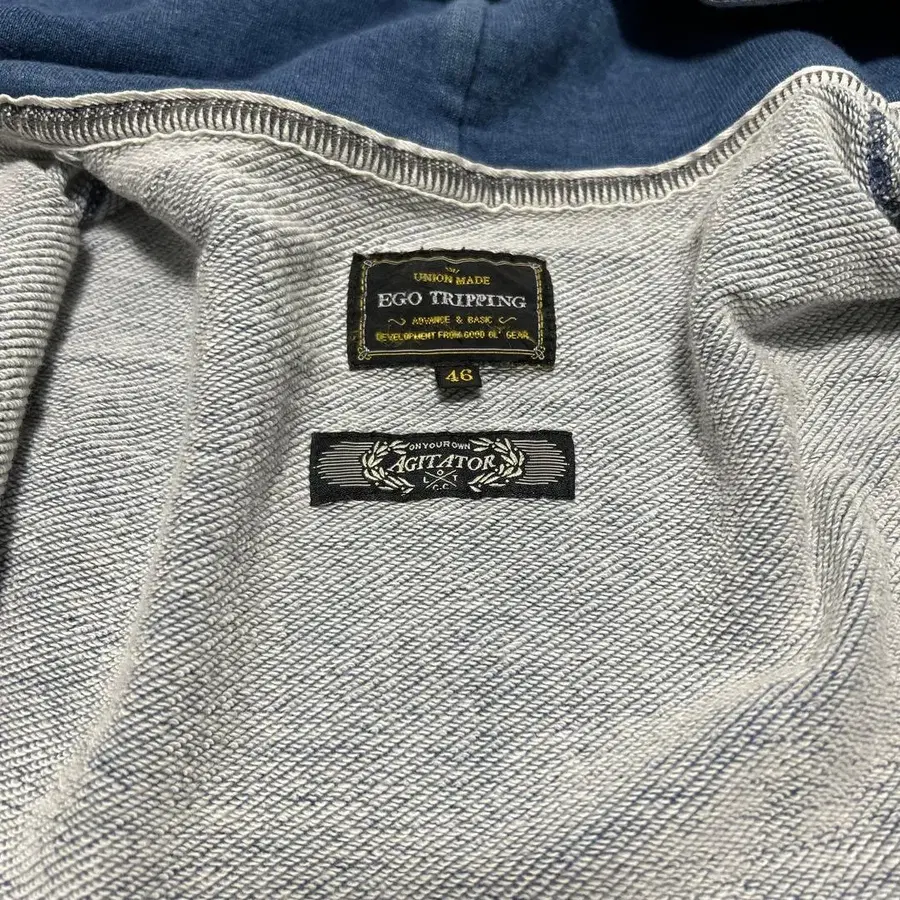 UNION MADE
EGO TRIPPING
ADVANCE & BASIC
DEVELOPMENT FROM GOOD OL' GEAR
46
ON YOUR OWN
AGITATOR
O
L T
C.C.